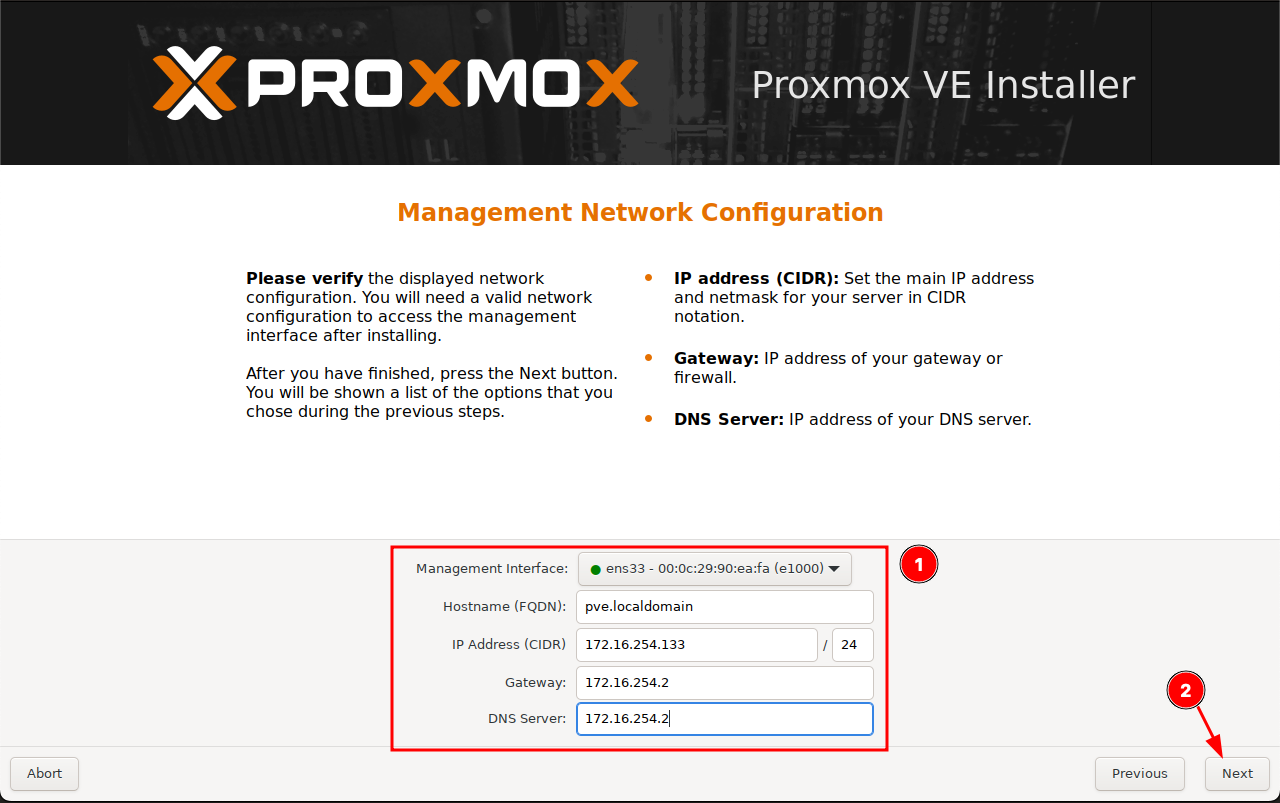 PROXMOX
Proxmox VE Installer
Management Network Configuration
Please verify the displayed network
configuration. You will need a valid network
configuration to access the management
interface after installing.
After you have finished, press the Next button.
You will be shown a list of the options that you
chose during the previous steps.
IP address (CIDR): Set the main IP address
and netmask for your server in CIDR
notation.
Gateway: IP address of your gateway or
firewall.
DNS Server: IP address of your DNS server.
Management Interface: ens33 - 00:0c:29:90:ea:fa (e1000)
1
Hostname (FQDN): pve.localdomain
IP Address (CIDR) 172.16.254.133 / 24
Gateway: 172.16.254.2
DNS Server: 172.16.254.2
2
Abort
Previous
Next